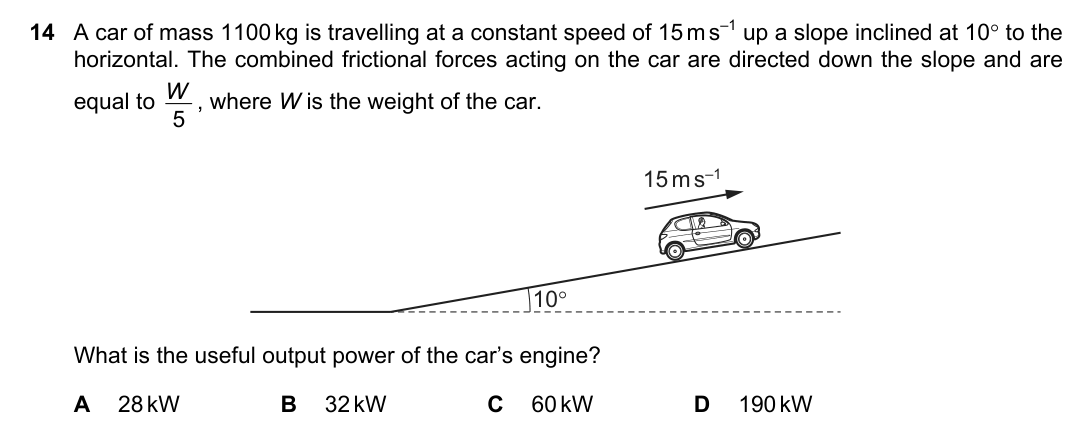 14 A car of mass 1100 kg is travelling at a constant speed of 15 m s⁻¹ up a slope inclined at 10° to the
horizontal. The combined frictional forces acting on the car are directed down the slope and are
equal to W/5, where W is the weight of the car.
15 m s⁻¹
10°
What is the useful output power of the car’s engine?
A 28 kW B 32 kW C 60 kW D 190 kW